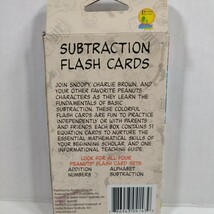 SUBTRACTION
FLASH CARDS
JOIN SNOOPY, CHARLIE BROWN, AND
YOUR OTHER FAVORITE PEANUTS
CHARACTERS AS THEY LEARN THE
FUNDAMENTALS OF BASIC
SUBTRACTION. THESE COLORFUL
FLASH CARDS ARE FUN TO PRACTICE
INDEPENDENTLY OR WITH PARENTS
AND FRIENDS. EACH BOX CONTAINS 17
EQUATION CARDS TO NURTURE THE
ESSENTIAL MATHEMATICAL SKILLS OF
YOUR BEGINNING SCHOLAR, AND ONE
INFORMATIONAL TEACHING GUIDE.
LOOK FOR ALL FOUR
PEANUTS® FLASH CARD SETS:
ADDITION ALPHABET
NUMBERS SUBTRACTION